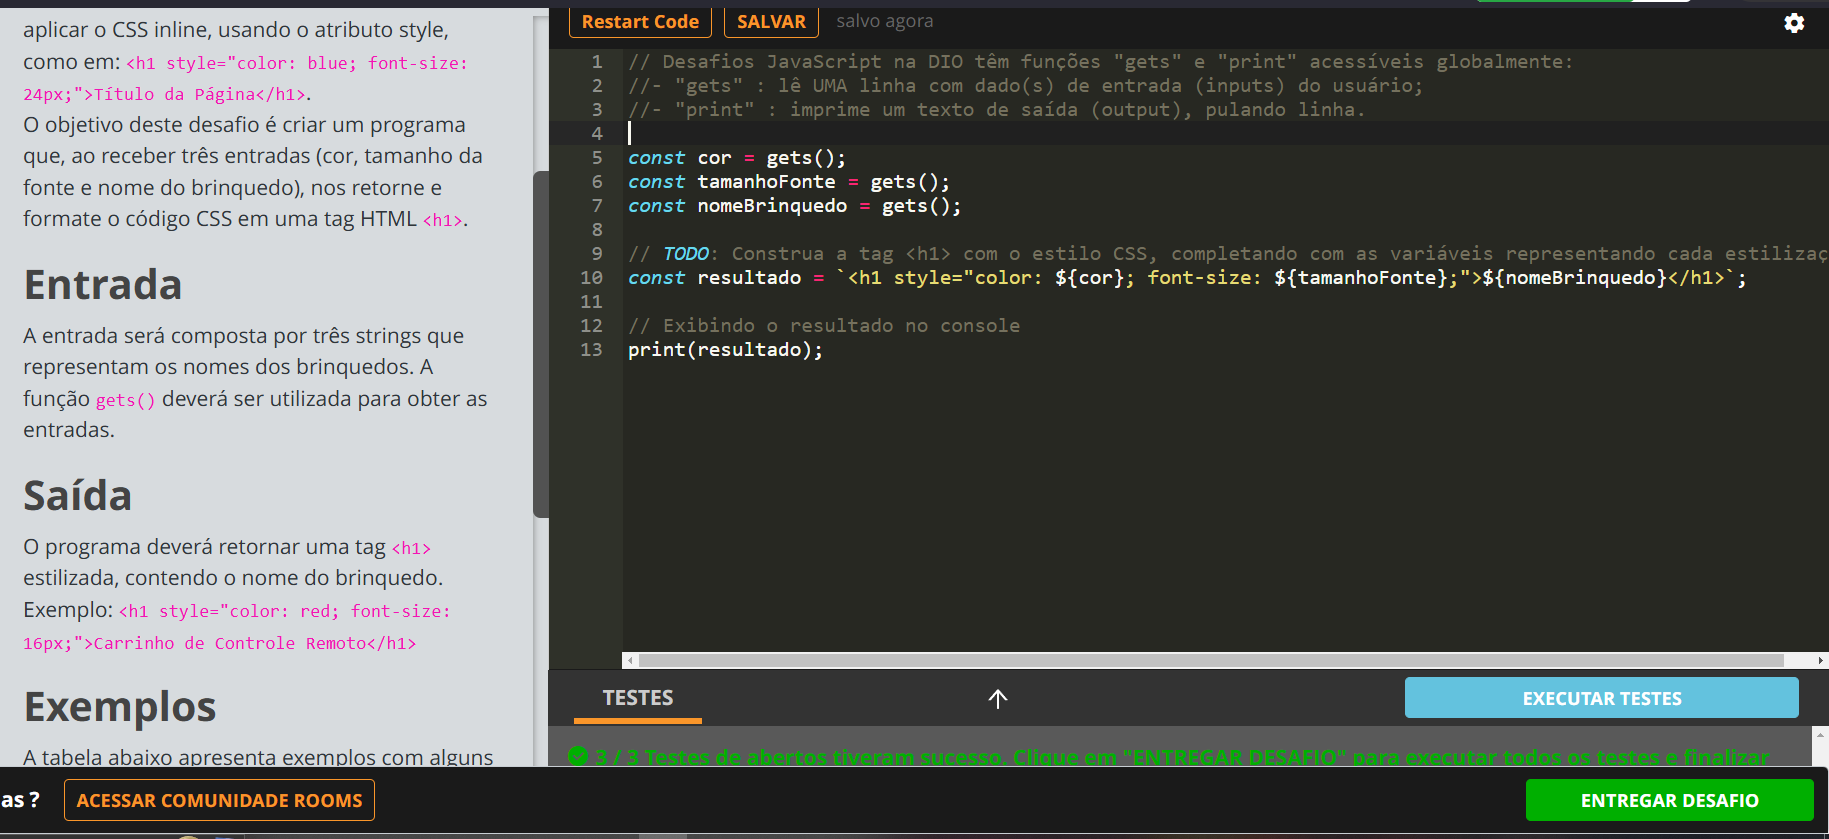 aplicar o CSS inline, usando o atributo style,
como em: <h1 style="color: blue; font-size:
24px;">Título da Página</h1>.
O objetivo deste desafio é criar um programa
que, ao receber três entradas (cor, tamanho da
fonte e nome do brinquedo), nos retorne e
formate o código CSS em uma tag HTML <h1>.
Entrada
A entrada será composta por três strings que
representam os nomes dos brinquedos. A
função gets() deverá ser utilizada para obter as
entradas.
Saída
O programa deverá retornar uma tag <h1>
estilizada, contendo o nome do brinquedo.
Exemplo: <h1 style="color: red; font-size:
16px;">Carrinho de Controle Remoto</h1>
Exemplos
A tabela abaixo apresenta exemplos com alguns
Restart Code SALVAR salvo agora
1 // Desafios JavaScript na DIO têm funções "gets" e "print" acessíveis globalmente:
2 //- "gets" : lê UMA linha com dado(s) de entrada (inputs) do usuário;
3 //- "print" : imprime um texto de saída (output), pulando linha.
4
5 const cor = gets();
6 const tamanhoFonte = gets();
7 const nomeBrinquedo = gets();
8
9 // TODO: Construa a tag <h1> com o estilo CSS, completando com as variáveis representando cada estilizaç
10 const resultado = `<h1 style="color: ${cor}; font-size: ${tamanhoFonte};">${nomeBrinquedo}</h1>`;
11
12 // Exibindo o resultado no console
13 print(resultado);
TESTES EXECUTAR TESTES
3 / 3 Testes de abertos tiveram sucesso. Clique em "ENTREGAR DESAFIO" para executar todos os testes e finalizar
as ? ACESSAR COMUNIDADE ROOMS ENTREGAR DESAFIO